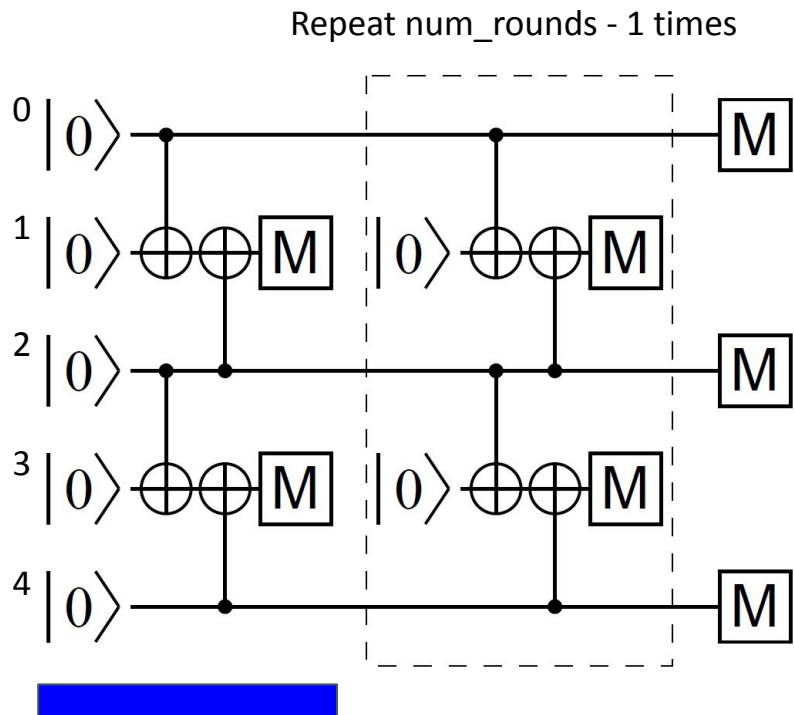 Repeat num_rounds - 1 times
0 |0⟩ M
1 |0⟩ M |0⟩ M
2 |0⟩ M
3 |0⟩ M |0⟩ M
4 |0⟩ M